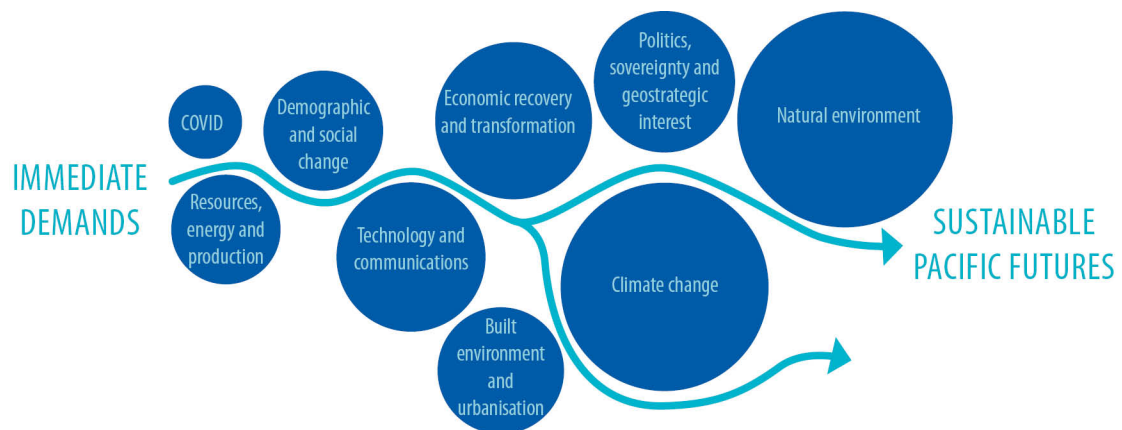 IMMEDIATE
DEMANDS
COVID
Resources,
energy and
production
Demographic
and social
change
Technology and
communications
Economic recovery
and transformation
Built
environment
and
urbanisation
Politics,
sovereignty and
geostrategic
interest
Climate change
Natural environment
SUSTAINABLE
PACIFIC FUTURES